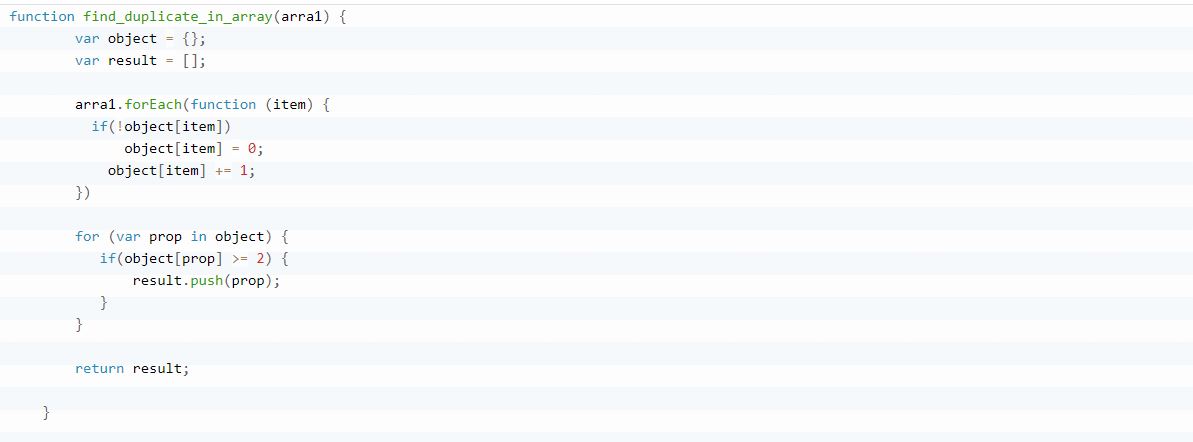 function find_duplicate_in_array(arra1) {
        var object = {};
        var result = [];
        arra1.forEach(function (item) {
          if(!object[item])
              object[item] = 0;
            object[item] += 1;
        })
        for (var prop in object) {
           if(object[prop] >= 2) {
               result.push(prop);
           }
        }
        return result;
    }